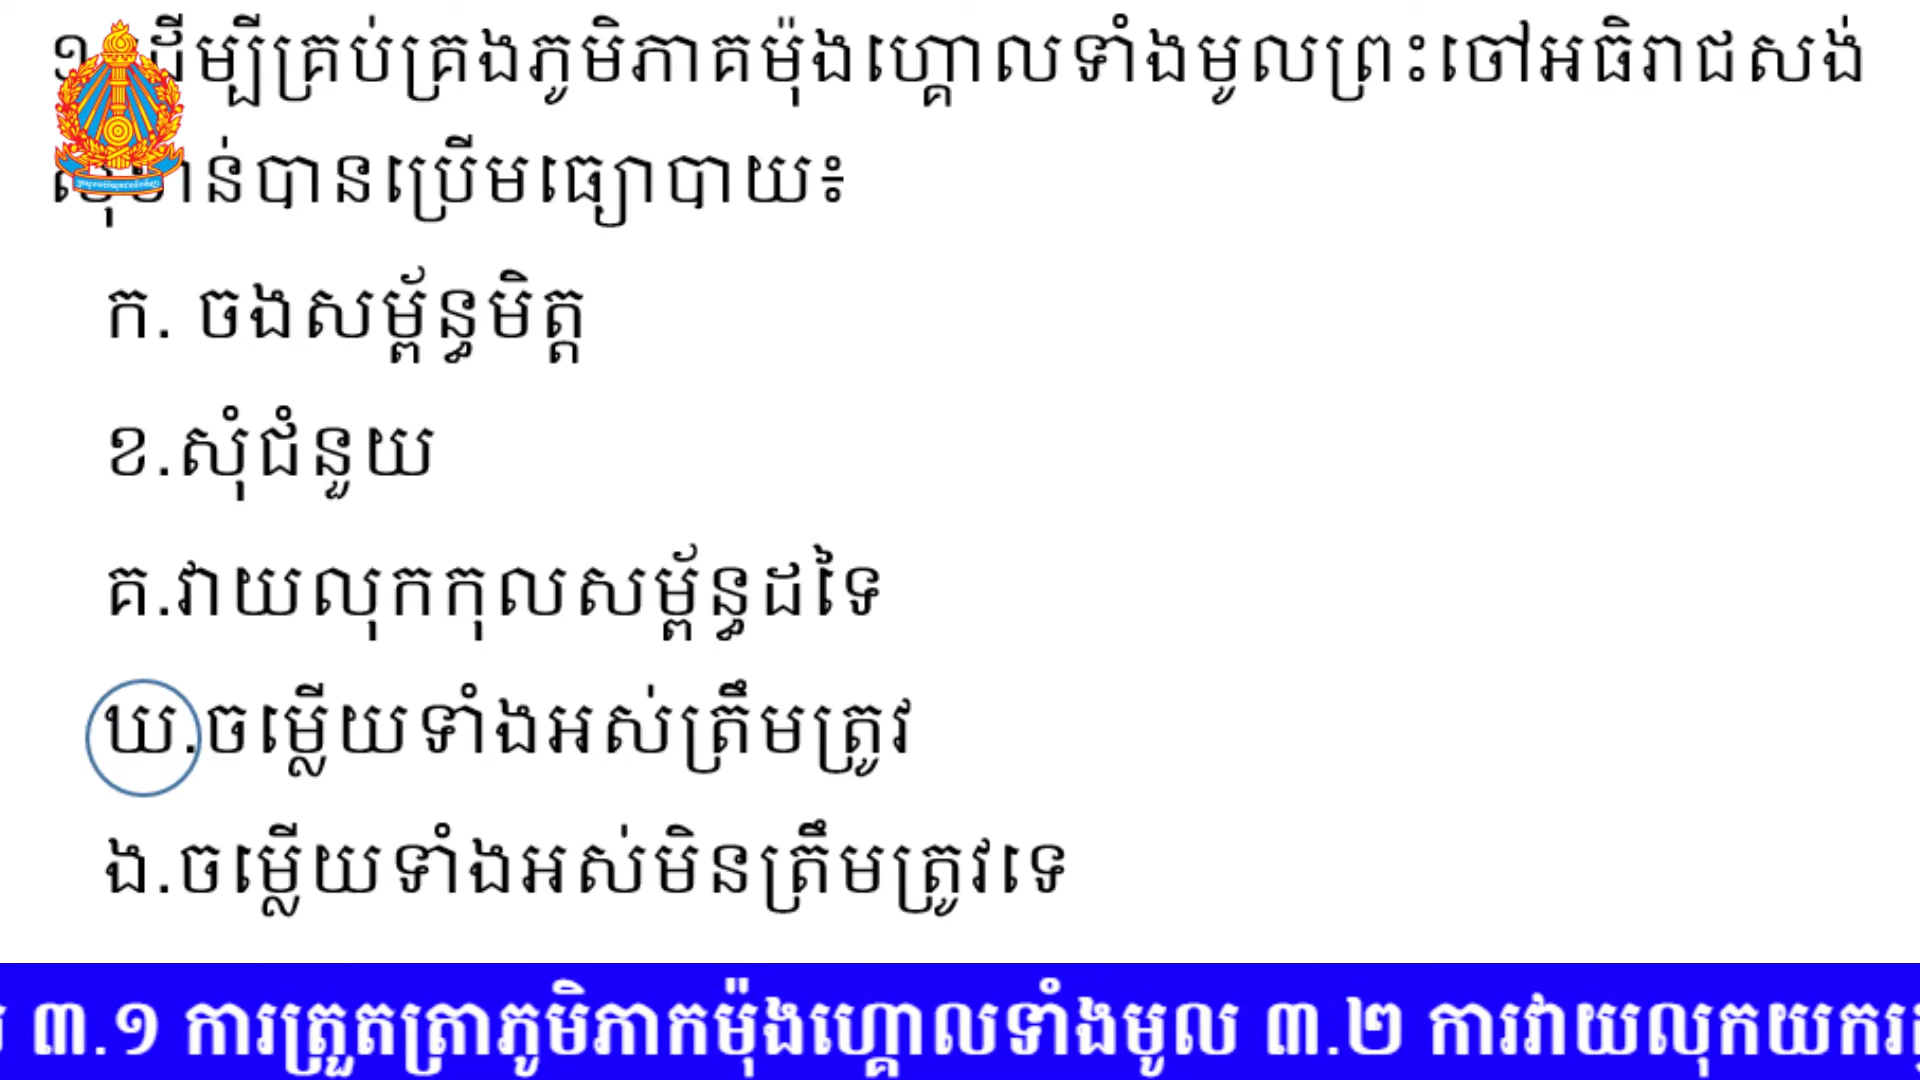 ដើម្បីគ្រប់គ្រងភូមិភាគម៉ុងហ្គោលទាំងមូលព្រះចៅអធិរាជសង់
បានប្រើមធ្យោបាយ៖
ក. ចងសម្ព័ន្ធមិត្ត
ខ.សុំជំនួយ
គ.វាយលុកកុលសម្ព័ន្ធដទៃ
ឃ.ចម្លើយទាំងអស់ត្រឹមត្រូវ
ង.ចម្លើយទាំងអស់មិនត្រឹមត្រូវទេ
៣.១ ការត្រួតត្រាភូមិភាកម៉ុងហ្គោលទាំងមូល ៣.២ ការវាយលុកយក